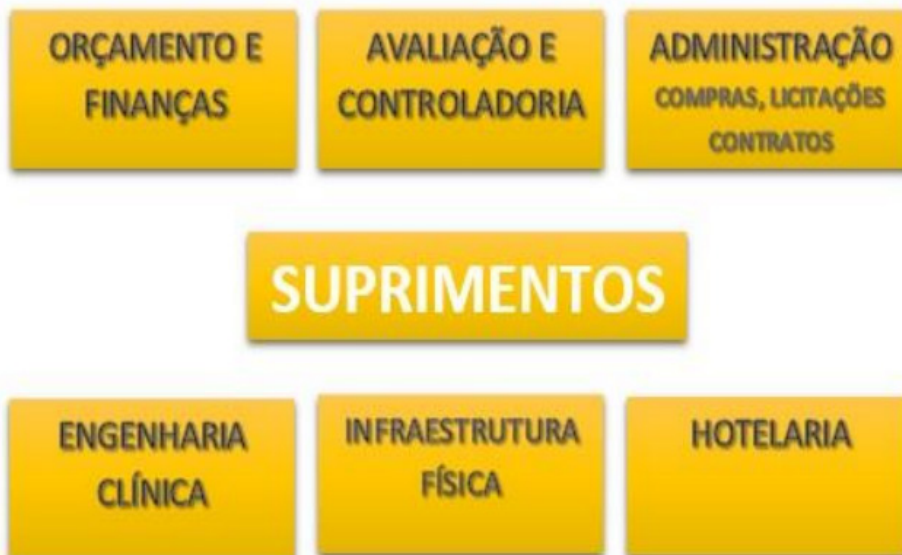 ORÇAMENTO E
FINANÇAS
AVALIAÇÃO E
CONTROLADORIA
ADMINISTRAÇÃO
COMPRAS, LICITAÇÕES
CONTRATOS
SUPRIMENTOS
ENGENHARIA
CLÍNICA
INFRAESTRUTURA
FÍSICA
HOTELARIA